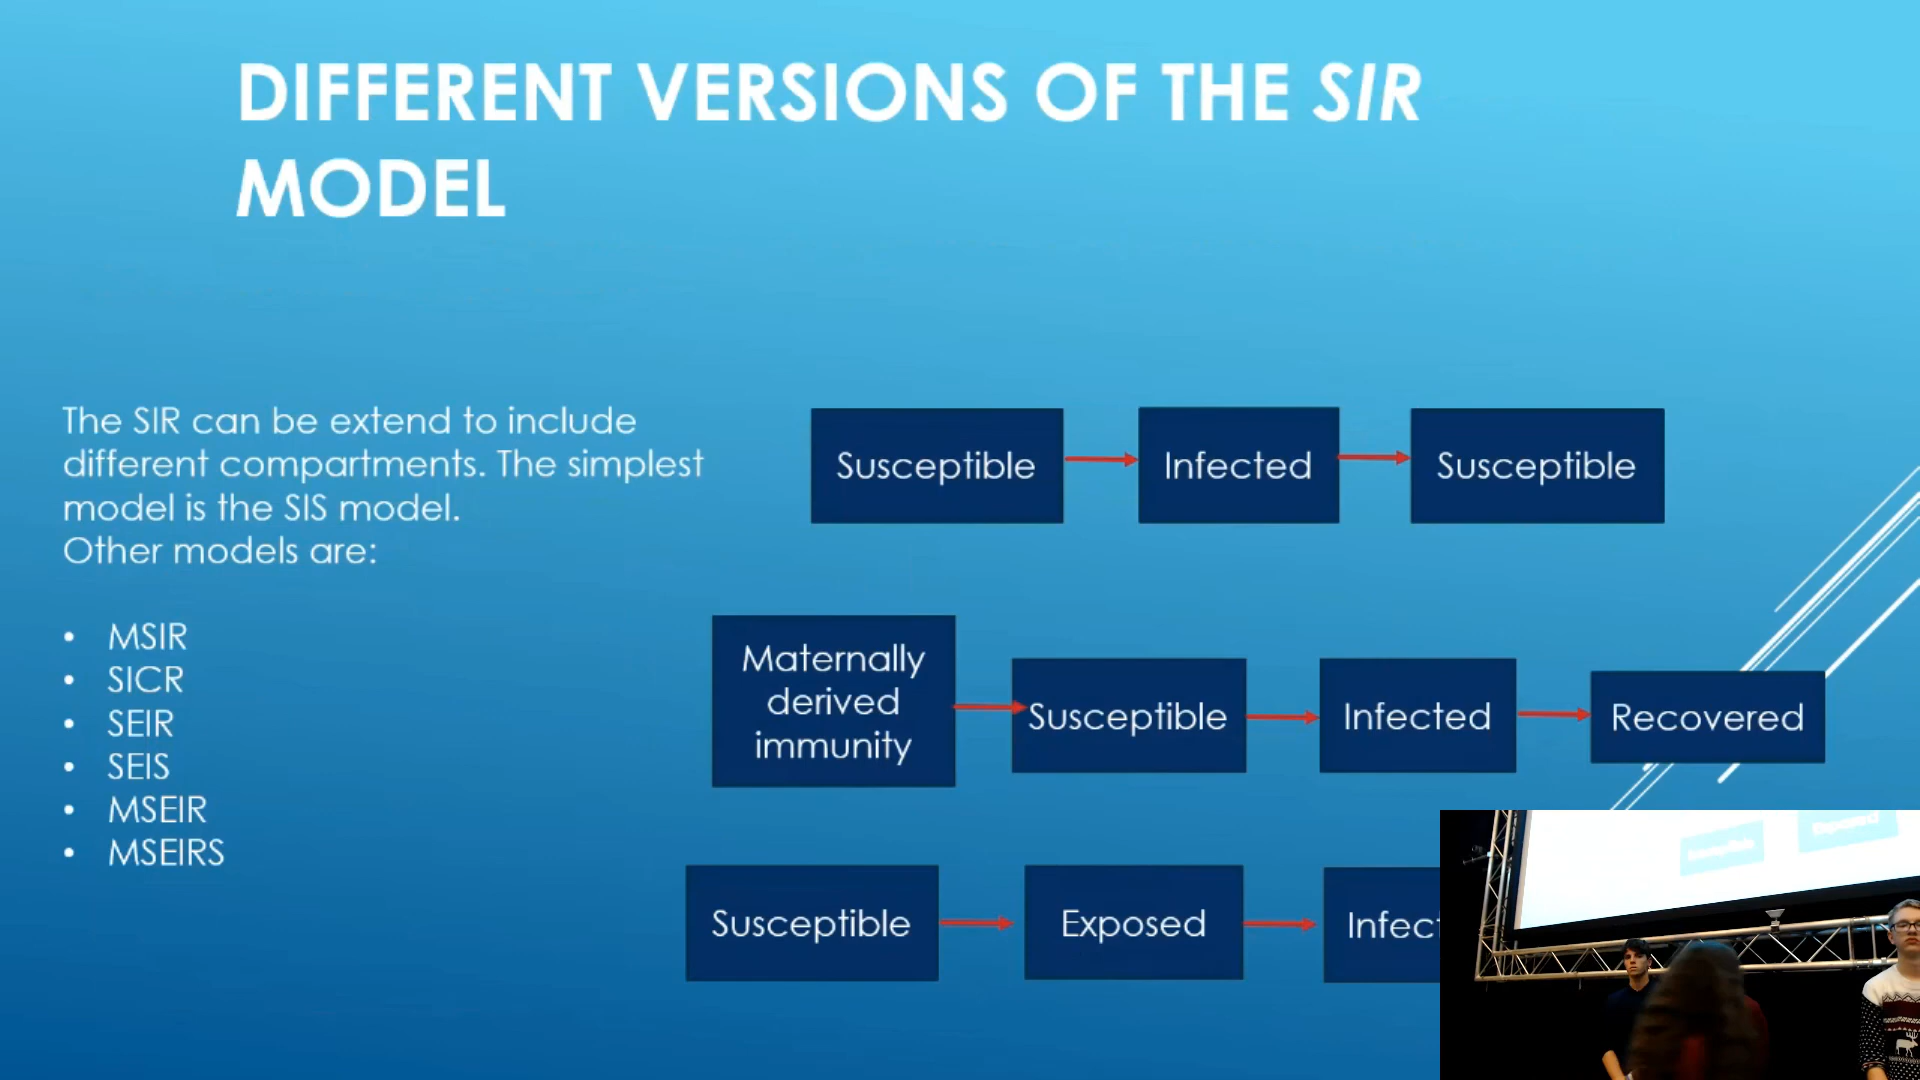 DIFFERENT VERSIONS OF THE SIR
MODEL
The SIR can be extend to include
different compartments. The simplest
model is the SIS model.
Other models are:
• MSIR
• SICR
• SEIR
• SEIS
• MSEIR
• MSEIRS
Susceptible
Infected
Susceptible
Maternally
derived
immunity
Susceptible
Infected
Recovered
Susceptible
Exposed
Infec